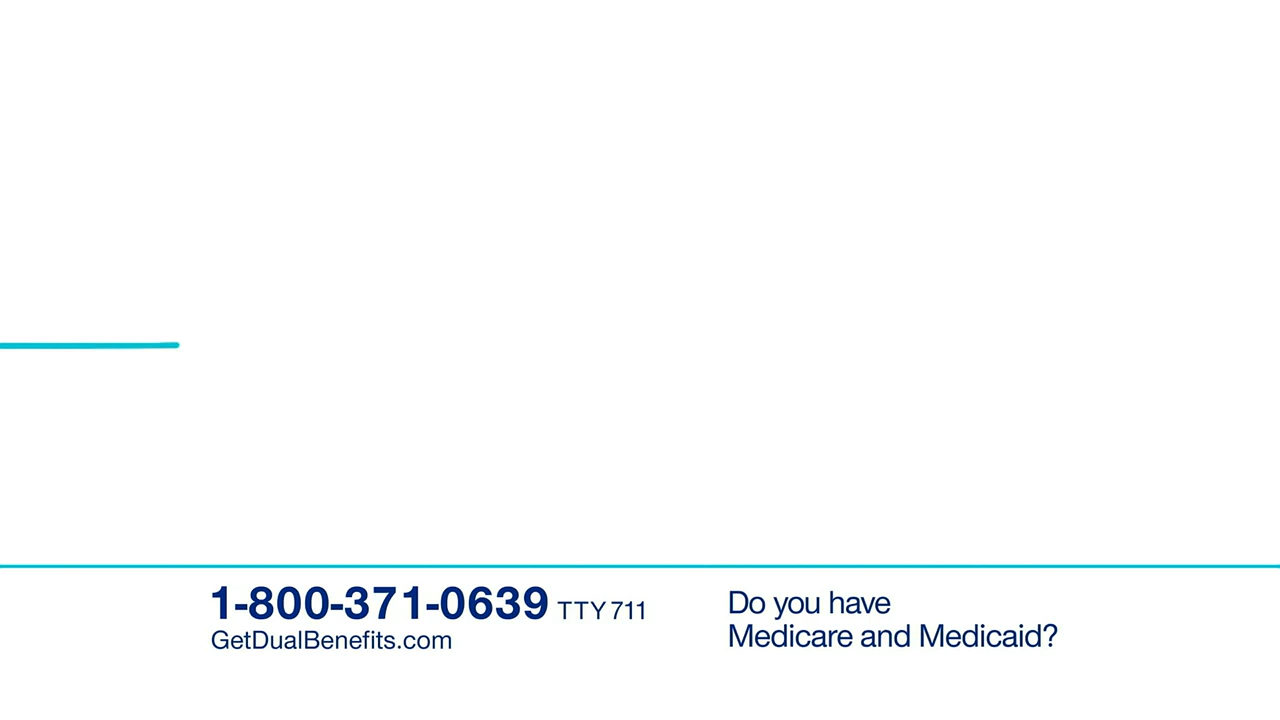 1-800-371-0639 TTY 711
GetDualBenefits.com
Do you have
Medicare and Medicaid?